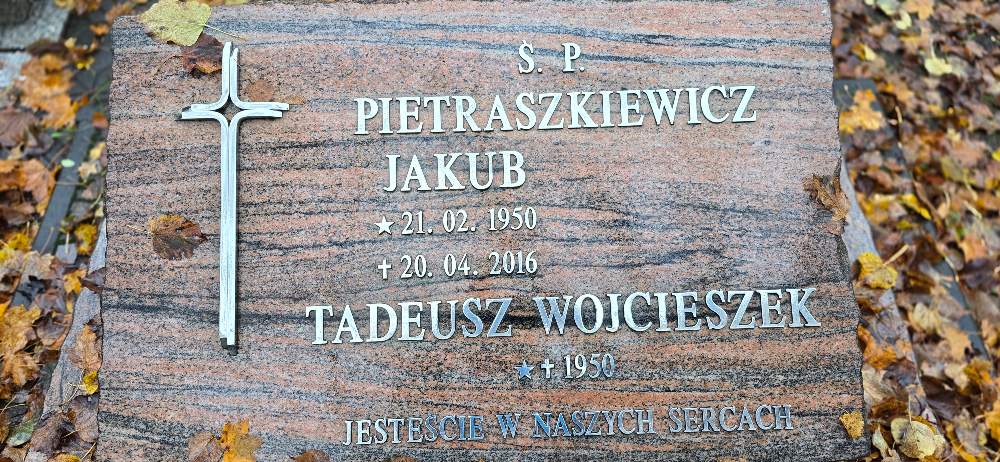 Ś. P.
PIETRASZKIEWICZ
JAKUB
★ 21. 02. 1950
✝ 20. 04. 2016
TADEUSZ WOJCIESZEK
★ ✝ 1950
JESTEŚCIE W NASZYCH SERCACH